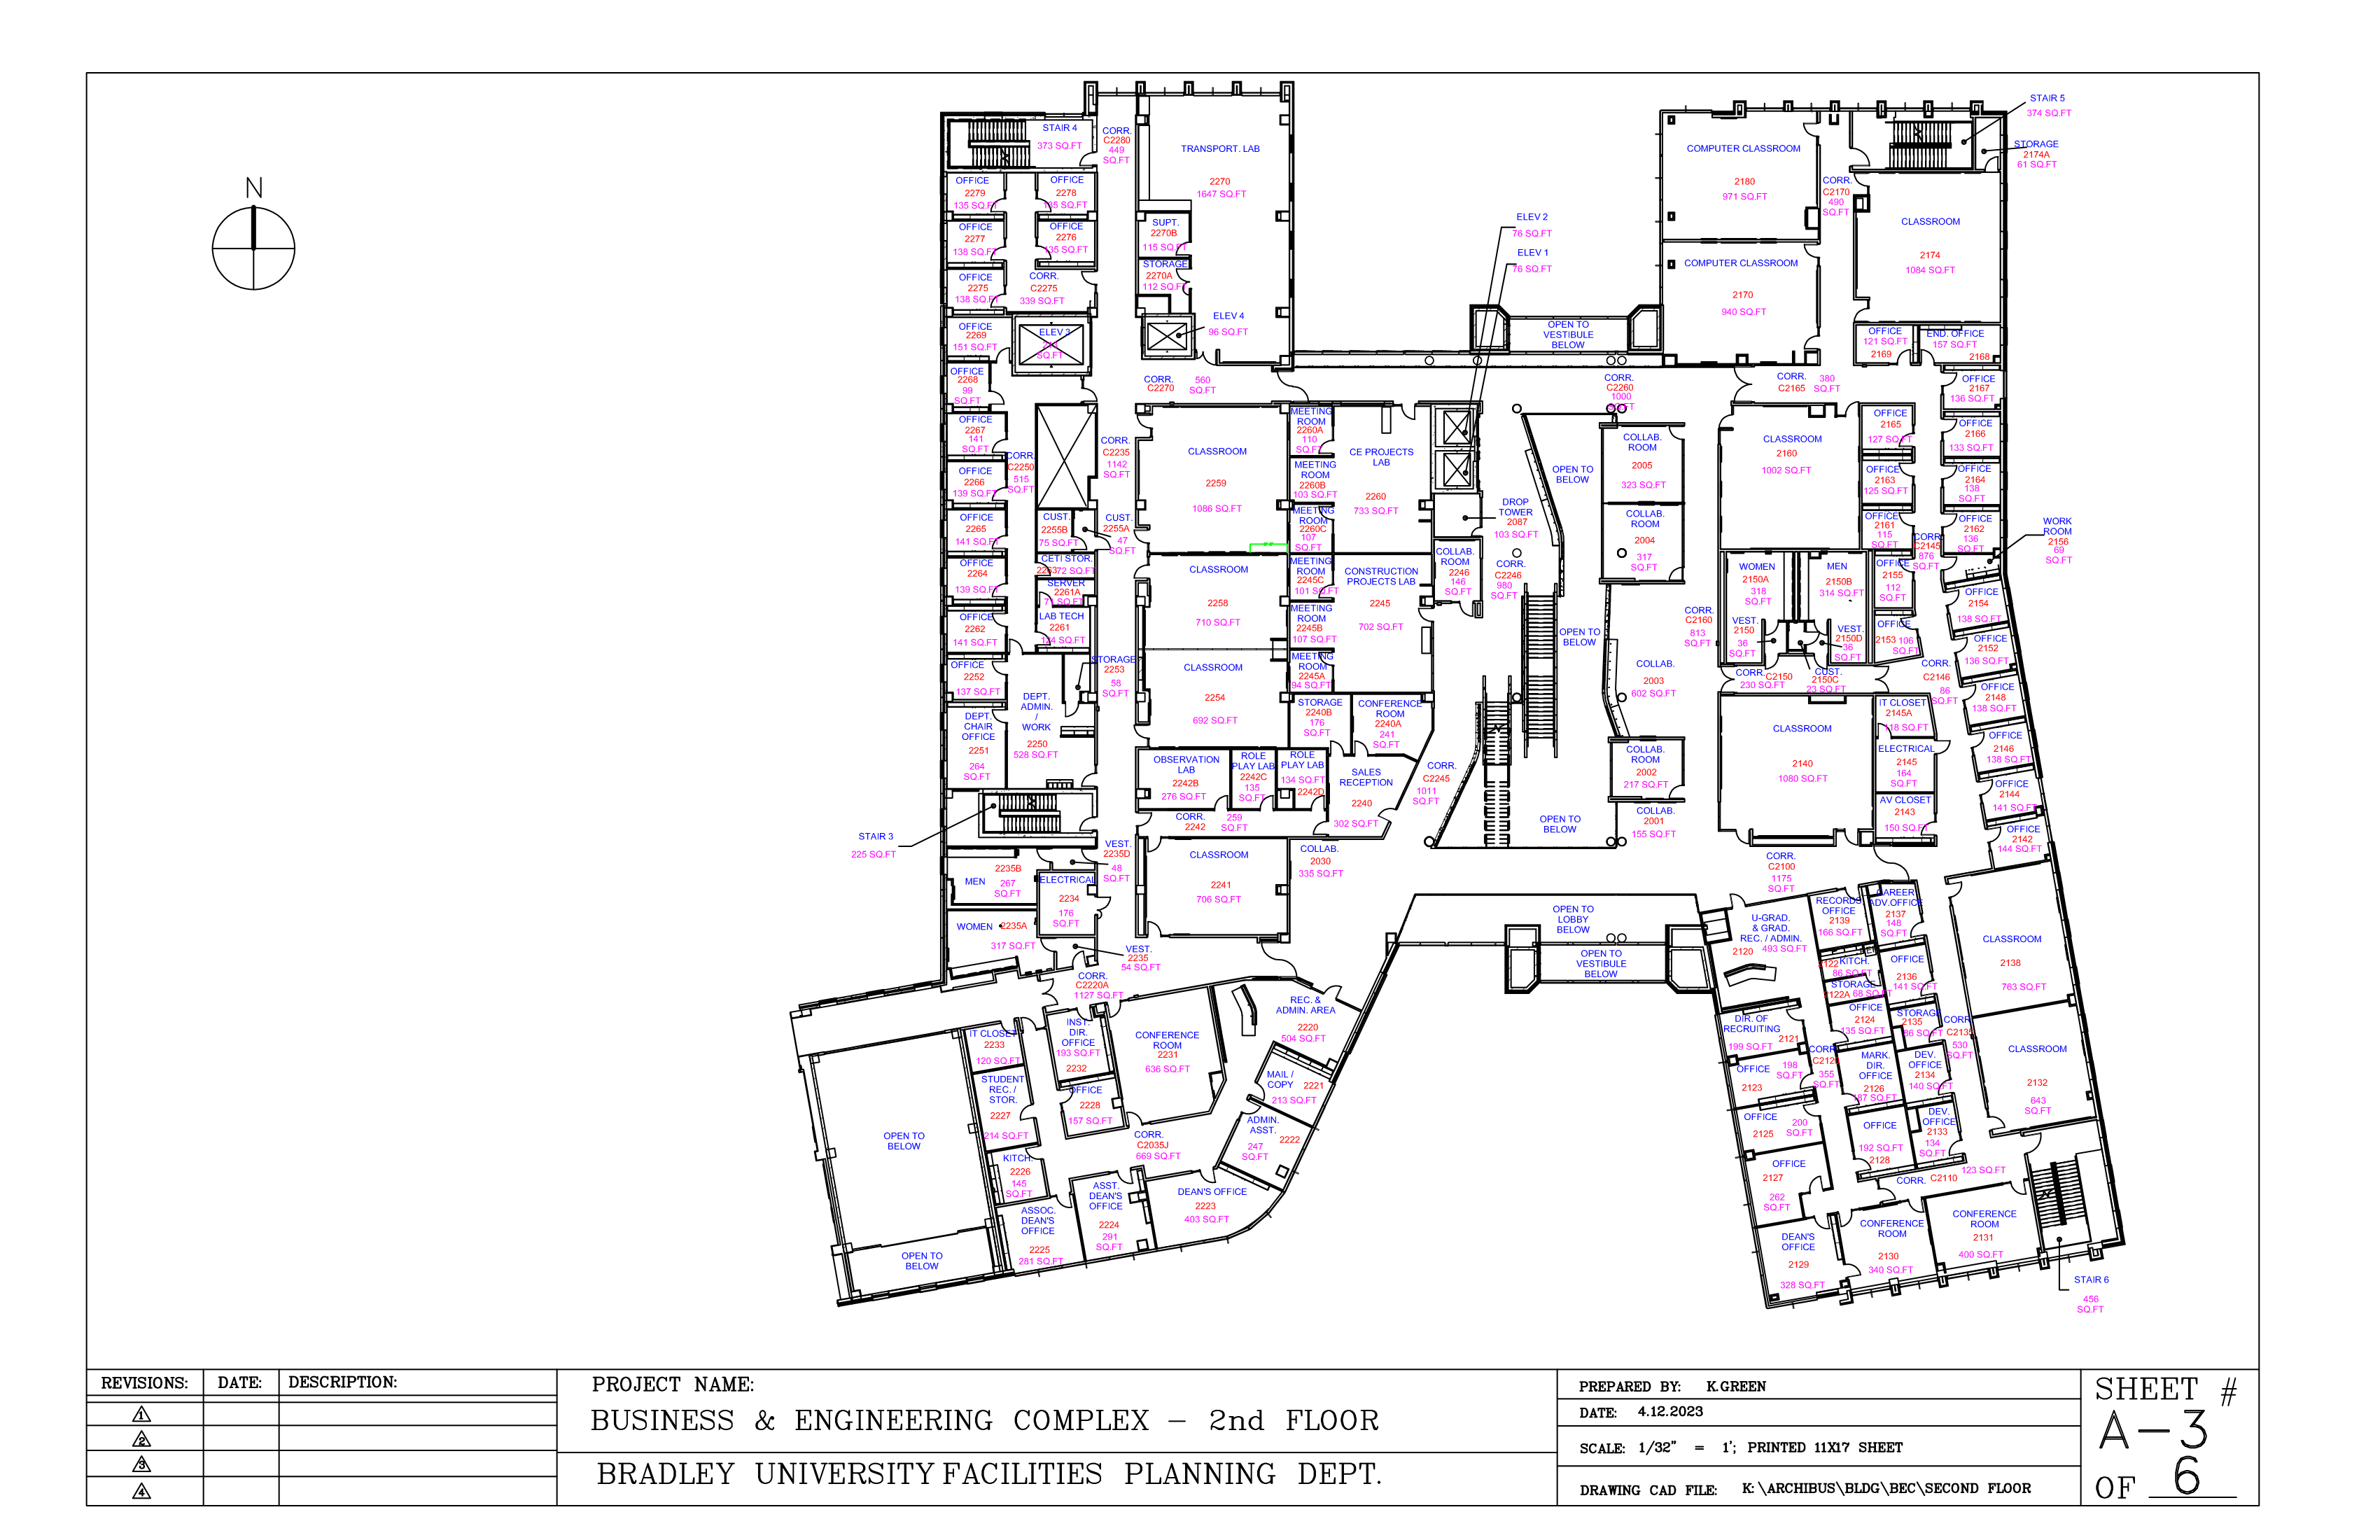 N
STAIR 4
373 SQ.FT
CORR.
C2280
449
SQ.FT
TRANSPORT. LAB
2270
1647 SQ.FT
OFFICE
2279
135 SQ.FT
OFFICE
2278
OFFICE
2277
138 SQ.FT
OFFICE
2276
135 SQ.FT
OFFICE
2275
138 SQ.FT
CORR.
C2275
339 SQ.FT
SUPT.
2270B
115 SQ.FT
STORAGE
2270A
112 SQ.FT
ELEV 4
96 SQ.FT
OFFICE
2269
151 SQ.FT
ELEV 3
SQ.FT
OFFICE
2268
99
SQ.FT
CORR.
C2270
560
SQ.FT
ELEV 2
76 SQ.FT
ELEV 1
76 SQ.FT
OPEN TO
VESTIBULE
BELOW
COMPUTER CLASSROOM
2180
971 SQ.FT
COMPUTER CLASSROOM
2170
940 SQ.FT
CORR.
C2170
490
SQ.FT
STAIR 5
374 SQ.FT
STORAGE
2174A
61 SQ.FT
CLASSROOM
2174
1084 SQ.FT
OFFICE
121 SQ.FT
2169
END. OFFICE
157 SQ.FT
2168
CORR.
C2260
1000
SQ.FT
CORR.
C2165
380
SQ.FT
OFFICE
2167
136 SQ.FT
OFFICE
2267
141
SQ.FT
CORR.
C2250
515
SQ.FT
OFFICE
2266
139 SQ.FT
CORR.
C2235
1142
SQ.FT
CLASSROOM
2259
1086 SQ.FT
MEETING
ROOM
2260A
110
SQ.FT
MEETING
ROOM
2260B
103 SQ.FT
MEETING
ROOM
2260C
107
SQ.FT
CE PROJECTS
LAB
2260
733 SQ.FT
DROP
TOWER
2087
103 SQ.FT
OPEN TO
BELOW
COLLAB.
ROOM
2005
323 SQ.FT
COLLAB.
ROOM
2004
317
SQ.FT
CLASSROOM
2160
1002 SQ.FT
OFFICE
2165
127 SQ.FT
OFFICE
2166
133 SQ.FT
OFFICE
2163
125 SQ.FT
OFFICE
2164
138
SQ.FT
OFFICE
2161
115
SQ.FT
OFFICE
2162
136
SQ.FT
WORK
ROOM
2156
69
SQ.FT
CORR.
C2145
876
SQ.FT
OFFICE
2265
141 SQ.FT
CUST.
2255B
75 SQ.FT
CUST.
2255A
47
SQ.FT
CETI STOR.
2263
72 SQ.FT
SERVER
2261A
71 SQ.FT
LAB TECH
2261
124 SQ.FT
OFFICE
2264
139 SQ.FT
OFFICE
2262
141 SQ.FT
OFFICE
2252
137 SQ.FT
STORAGE
2253
58
SQ.FT
DEPT.
ADMIN.
/
WORK
2250
528 SQ.FT
DEPT.
CHAIR
OFFICE
2251
264
SQ.FT
CLASSROOM
2258
710 SQ.FT
CLASSROOM
2254
692 SQ.FT
MEETING
ROOM
2245C
101 SQ.FT
MEETING
ROOM
2245B
107 SQ.FT
MEETING
ROOM
2245A
94 SQ.FT
CONSTRUCTION
PROJECTS LAB
2245
702 SQ.FT
COLLAB.
ROOM
2246
146
SQ.FT
CORR.
C2246
980
SQ.FT
OPEN TO
BELOW
COLLAB.
2003
602 SQ.FT
CORR.
C2160
813
SQ.FT
WOMEN
2150A
318
SQ.FT
MEN
2150B
314 SQ.FT
VEST.
2150
36
SQ.FT
VEST.
2150D
36
SQ.FT
CORR.
C2150
230 SQ.FT
CUST.
2150C
23 SQ.FT
OFFICE
2155
112
SQ.FT
OFFICE
2153
106
SQ.FT
OFFICE
2154
138 SQ.FT
OFFICE
2152
136 SQ.FT
CORR.
C2146
86
SQ.FT
OFFICE
2148
138 SQ.FT
OFFICE
2146
138 SQ.FT
OFFICE
2144
141 SQ.FT
OFFICE
2142
144 SQ.FT
STORAGE
2240B
176
SQ.FT
CONFERENCE
ROOM
2240A
241
SQ.FT
OBSERVATION
LAB
2242B
276 SQ.FT
ROLE
PLAY LAB
2242C
135
SQ.FT
ROLE
PLAY LAB
134 SQ.FT
2242D
SALES
RECEPTION
2240
302 SQ.FT
CORR.
C2245
1011
SQ.FT
OPEN TO
BELOW
COLLAB.
ROOM
2002
217 SQ.FT
COLLAB.
2001
155 SQ.FT
CLASSROOM
2140
1080 SQ.FT
IT CLOSET
2145A
118 SQ.FT
ELECTRICAL
2145
164
SQ.FT
AV CLOSET
2143
150 SQ.FT
STAIR 3
225 SQ.FT
CORR.
2242
259
SQ.FT
VEST.
2235D
48
SQ.FT
MEN
2235B
267
SQ.FT
ELECTRICAL
2234
176
SQ.FT
WOMEN
2235A
317 SQ.FT
VEST.
2235
54 SQ.FT
CLASSROOM
2241
706 SQ.FT
COLLAB.
2030
335 SQ.FT
CORR.
C2100
1175
SQ.FT
OPEN TO
LOBBY
BELOW
OPEN TO
VESTIBULE
BELOW
U-GRAD.
& GRAD.
REC. / ADMIN.
2120
493 SQ.FT
RECORDS
OFFICE
2139
166 SQ.FT
CAREER
ADV.OFFICE
2137
148
SQ.FT
CLASSROOM
2138
763 SQ.FT
2122
KITCH.
86 SQ.FT
STORAGE
2122A
68 SQ.FT
OFFICE
2136
141 SQ.FT
STORAGE
2135
86 SQ.FT
CORR.
C2135
530
SQ.FT
OFFICE
2124
135 SQ.FT
DIR. OF
RECRUITING
2121
199 SQ.FT
CORR.
C2120
355
SQ.FT
OFFICE
2123
198
SQ.FT
MARK.
DIR.
OFFICE
2126
187 SQ.FT
DEV.
OFFICE
2134
140 SQ.FT
CLASSROOM
2132
643
SQ.FT
OFFICE
2125
200
SQ.FT
OFFICE
192 SQ.FT
2128
DEV.
OFFICE
2133
134
SQ.FT
OFFICE
2127
262
SQ.FT
CORR.
C2110
123 SQ.FT
DEAN'S
OFFICE
2129
328 SQ.FT
CONFERENCE
ROOM
2130
340 SQ.FT
CONFERENCE
ROOM
2131
400 SQ.FT
STAIR 6
456
SQ.FT
CORR.
C2220A
1127 SQ.FT
IT CLOSET
2233
120 SQ.FT
INST.
DIR.
OFFICE
193 SQ.FT
2232
CONFERENCE
ROOM
2231
636 SQ.FT
REC. &
ADMIN. AREA
2220
504 SQ.FT
STUDENT
REC. /
STOR.
2227
214 SQ.FT
OFFICE
2228
157 SQ.FT
MAIL /
COPY
2221
213 SQ.FT
ADMIN.
ASST.
2222
247
SQ.FT
CORR.
C2035J
669 SQ.FT
KITCH.
2226
145
SQ.FT
ASSOC.
DEAN'S
OFFICE
2225
281 SQ.FT
ASST.
DEAN'S
OFFICE
2224
291
SQ.FT
DEAN'S OFFICE
2223
403 SQ.FT
OPEN TO
BELOW
OPEN TO
BELOW
REVISIONS: DATE: DESCRIPTION:
1
2
3
4
PROJECT NAME:
BUSINESS & ENGINEERING COMPLEX – 2nd FLOOR
BRADLEY UNIVERSITY FACILITIES PLANNING DEPT.
PREPARED BY: K.GREEN
DATE: 4.12.2023
SCALE: 1/32" = 1'; PRINTED 11X17 SHEET
DRAWING CAD FILE: K:\ARCHIBUS\BLDG\BEC\SECOND FLOOR
SHEET #
A–3
OF 6